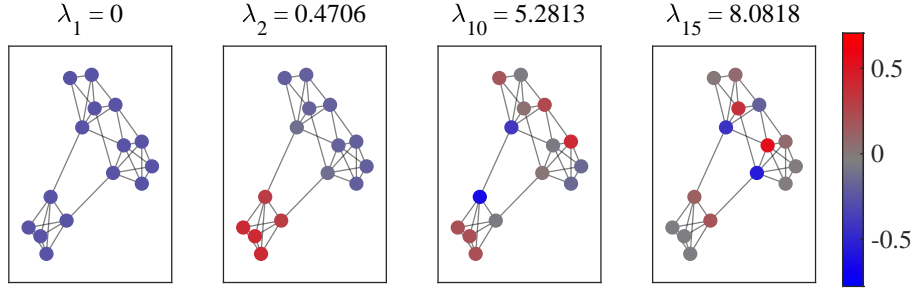 λ₁ = 0
λ₂ = 0.4706
λ₁₀ = 5.2813
λ₁₅ = 8.0818
0.5
0
-0.5